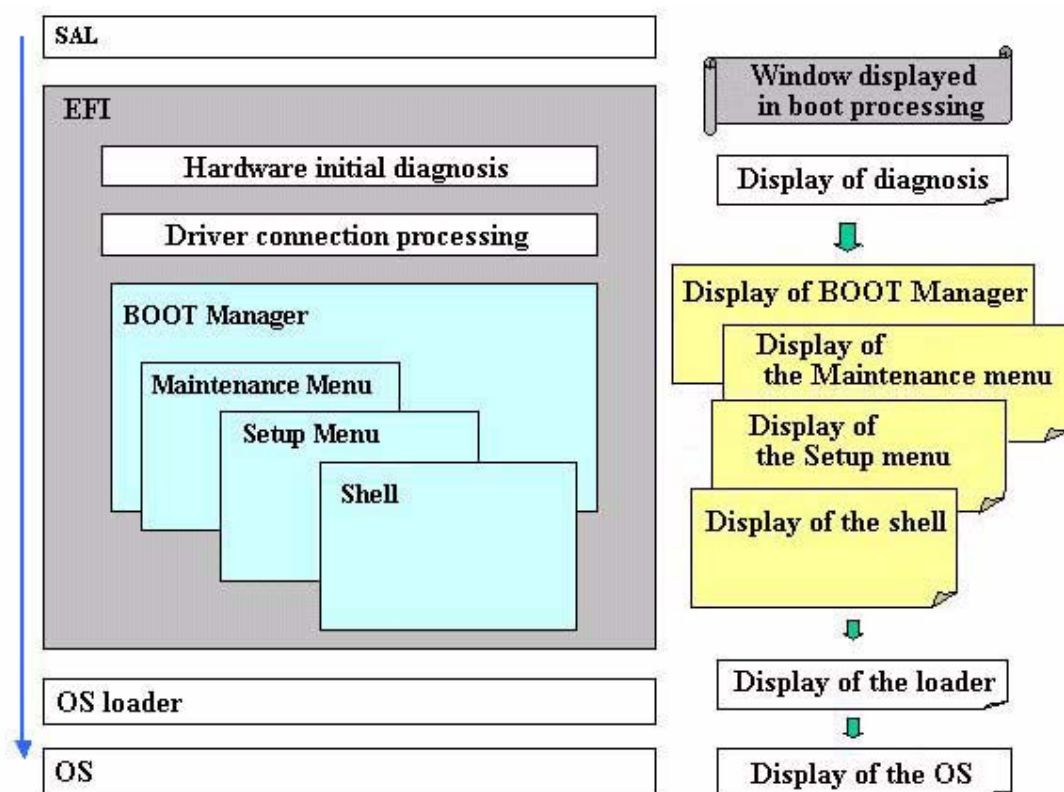 SAL
EFI
Hardware initial diagnosis
Driver connection processing
BOOT Manager
Maintenance Menu
Setup Menu
Shell
OS loader
OS
Window displayed
in boot processing
Display of diagnosis
Display of BOOT Manager
Display of
the Maintenance menu
Display of
the Setup menu
Display of the shell
Display of the loader
Display of the OS